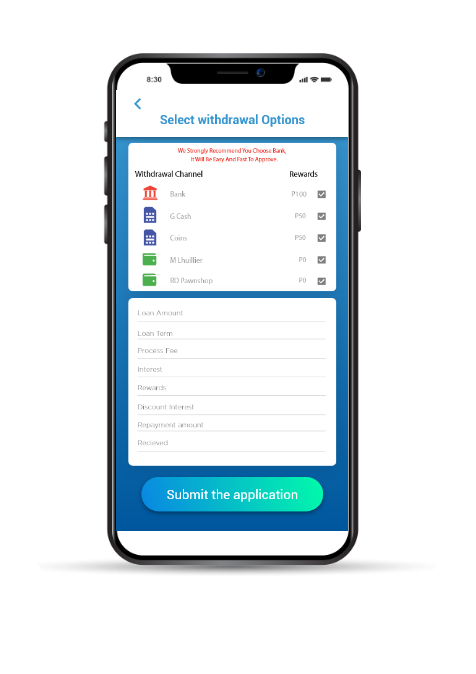 8:30
Select withdrawal Options
We Strongly Recommend You Choose Bank,
It Will Be Easy And Fast To Approve.
Withdrawal Channel Rewards
Bank P100
G Cash P50
Coins P50
M Lhuillier P0
RD Pawnshop P0
Loan Amount
Loan Term
Process Fee
Interest
Rewards
Discount Interest
Repayment amount
Recieved
Submit the application